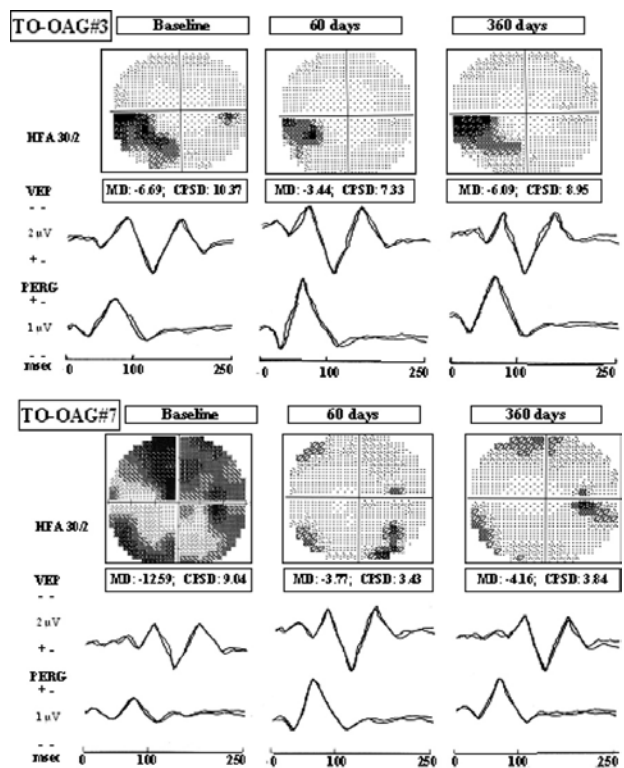 TO-OAG#3
Baseline 60 days 360 days
HFA 30/2
VEP
MD: -6.69; CPSD: 10.37 MD: -3.44; CPSD: 7.33 MD: -6.09; CPSD: 8.95
- -
2 µV
+ -
PERG
+ -
1 µV
- -
msec
0 100 250 0 100 250 0 100 250
TO-OAG#7
Baseline 60 days 360 days
HFA 30/2
VEP
MD: -12.59; CPSD: 9.04 MD: -3.77; CPSD: 3.43 MD: -4.16; CPSD: 3.84
- -
2 µV
+ -
PERG
+ -
1 µV
- -
msec
0 100 250 0 100 250 0 100 250